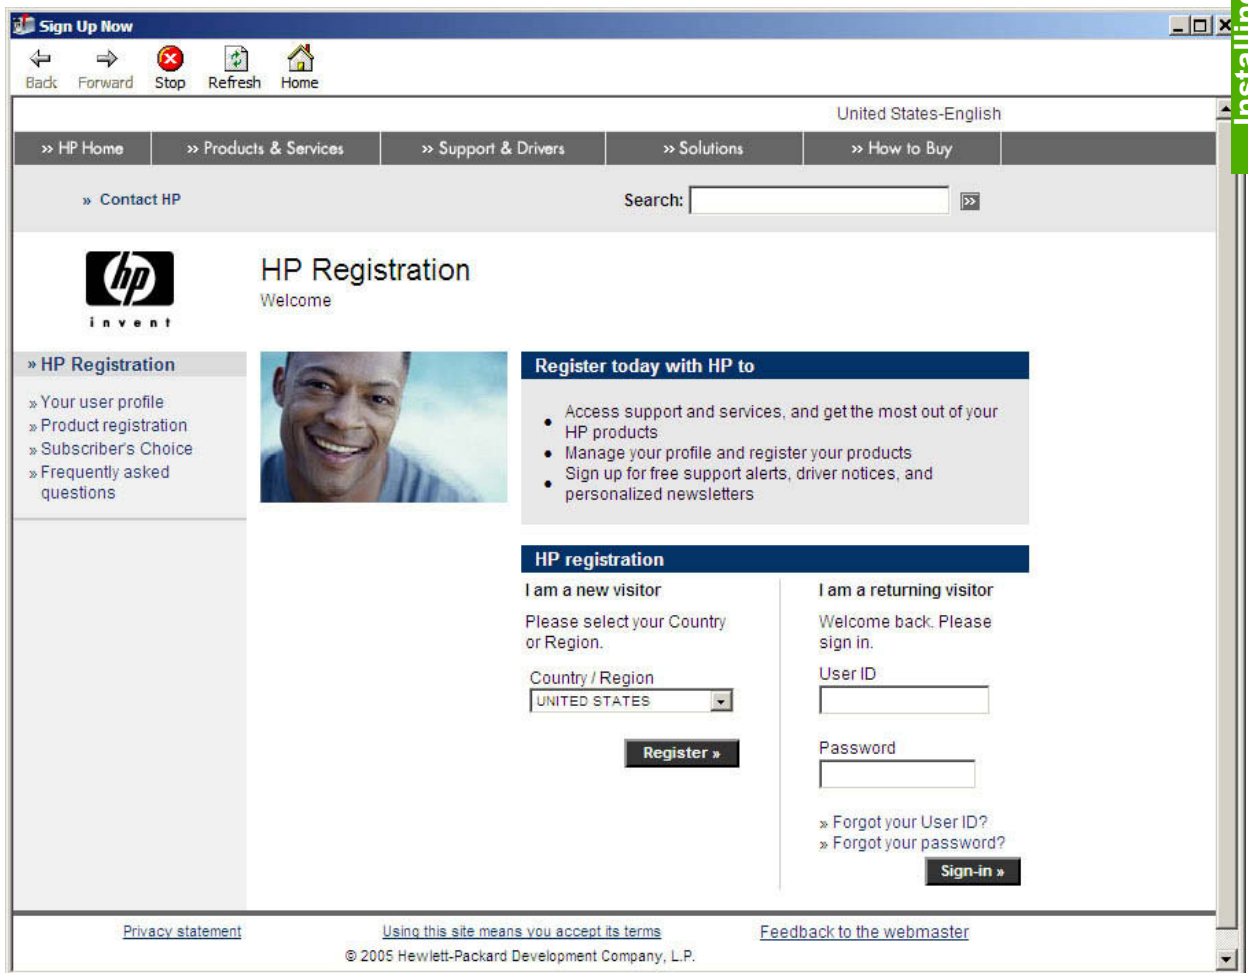 Sign Up Now
Back Forward Stop Refresh Home
United States-English
» HP Home » Products & Services » Support & Drivers » Solutions » How to Buy
» Contact HP
Search:
»
hp
invent
HP Registration
Welcome
» HP Registration
» Your user profile
» Product registration
» Subscriber's Choice
» Frequently asked
questions
Register today with HP to
• Access support and services, and get the most out of your
HP products
• Manage your profile and register your products
• Sign up for free support alerts, driver notices, and
personalized newsletters
HP registration
I am a new visitor
Please select your Country
or Region.
Country / Region
UNITED STATES
Register »
I am a returning visitor
Welcome back. Please
sign in.
User ID
Password
» Forgot your User ID?
» Forgot your password?
Sign-in »
Privacy statement Using this site means you accept its terms Feedback to the webmaster
© 2005 Hewlett-Packard Development Company, L.P.